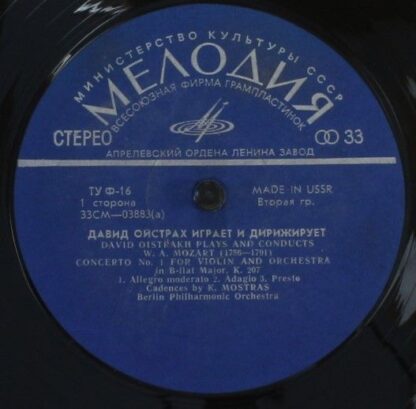 МИНИСТЕРСТВО КУЛЬТУРЫ СССР
МЕЛОДИЯ
ВСЕСОЮЗНАЯ ФИРМА ГРАМПЛАСТИНОК
СТЕРЕО 33
АПРЕЛЕВСКИЙ ОРДЕНА ЛЕНИНА ЗАВОД
ТУ Ф-16 MADE IN USSR
1 сторона Вторая гр.
33СМ—03883(а)
ДАВИД ОЙСТРАХ ИГРАЕТ И ДИРИЖИРУЕТ
DAVID OISTRAKH PLAYS AND CONDUCTS
W. A. MOZART (1756—1791)
CONCERTO No. 1 FOR VIOLIN AND ORCHESTRA
in B-flat Major, K. 207
1. Allegro moderato 2. Adagio 3. Presto
Cadences by K. MOSTRAS
Berlin Philharmonic Orchestra